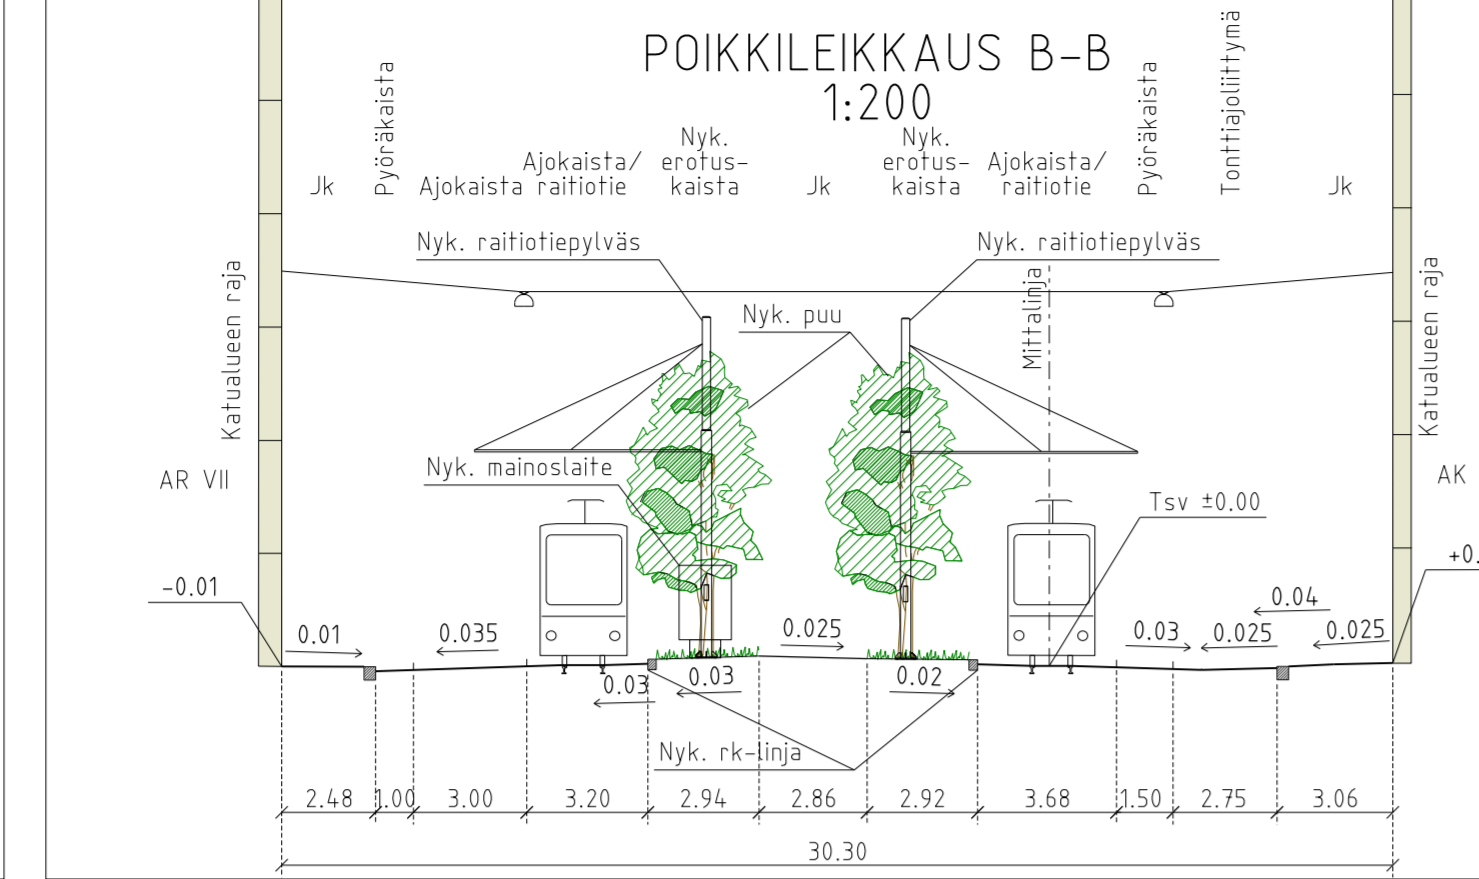 POIKKILEIKKAUS B-B
1:200
Jk
Pyöräkaista
Ajokaista
Ajokaista/
raitiotie
Nyk.
erotus-
kaista
Jk
Nyk.
erotus-
kaista
Ajokaista/
raitiotie
Pyöräkaista
Tonttiajoliittymä
Jk
Nyk. raitiotiepylväs
Nyk. raitiotiepylväs
Katualueen raja
Nyk. puu
Mittalinja
Katualueen raja
AR VII
Nyk. mainoslaite
AK
Tsv ±0.00
-0.01
+0.
0.01
0.035
0.025
0.03
0.04
0.025
0.025
0.03
0.03
0.02
Nyk. rk-linja
2.48
1.00
3.00
3.20
2.94
2.86
2.92
3.68
1.50
2.75
3.06
30.30